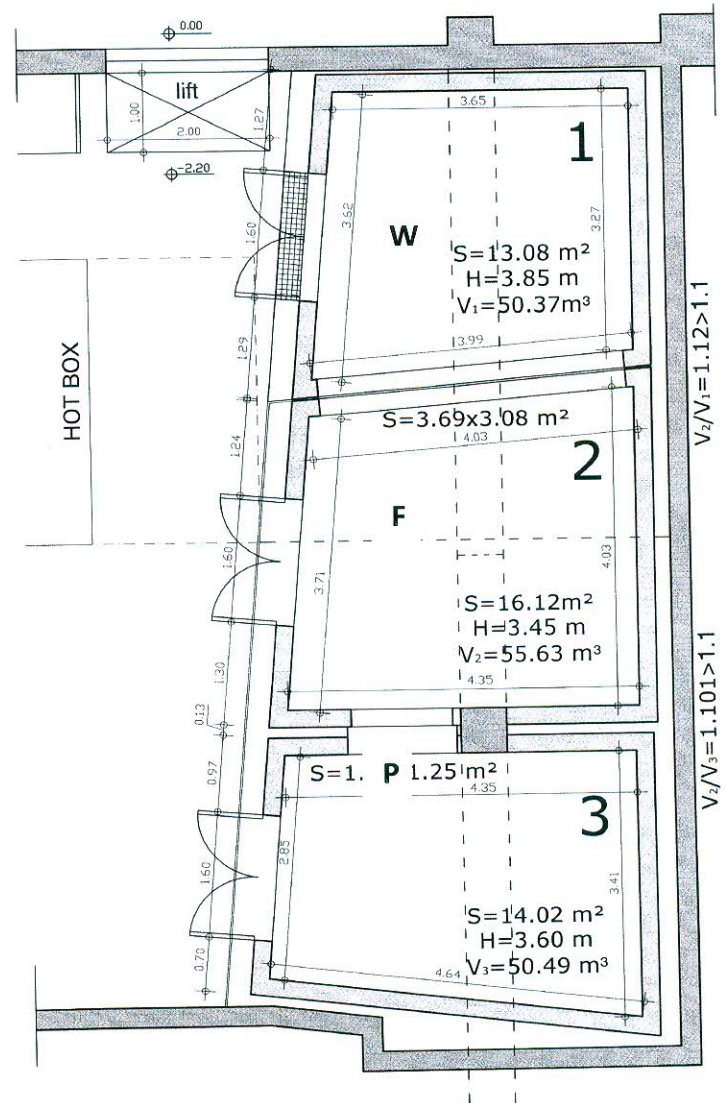 0.00
lift
1.00
2.00
1.27
-2.20
3.65
1
3.62
3.27
1.60
W
S=13.08 m²
H=3.85 m
V₁=50.37m³
3.99
1.29
HOT BOX
V₂/V₁=1.12>1.1
S=3.69x3.08 m²
4.03
1.24
2
F
1.60
3.71
4.03
S=16.12m²
H=3.45 m
V₂=55.63 m³
1.30
4.35
0.13
V₂/V₃=1.101>1.1
S=1. P 1.25 m²
4.35
0.97
3
2.85
1.60
3.41
S=14.02 m²
H=3.60 m
V₃=50.49 m³
0.70
4.64